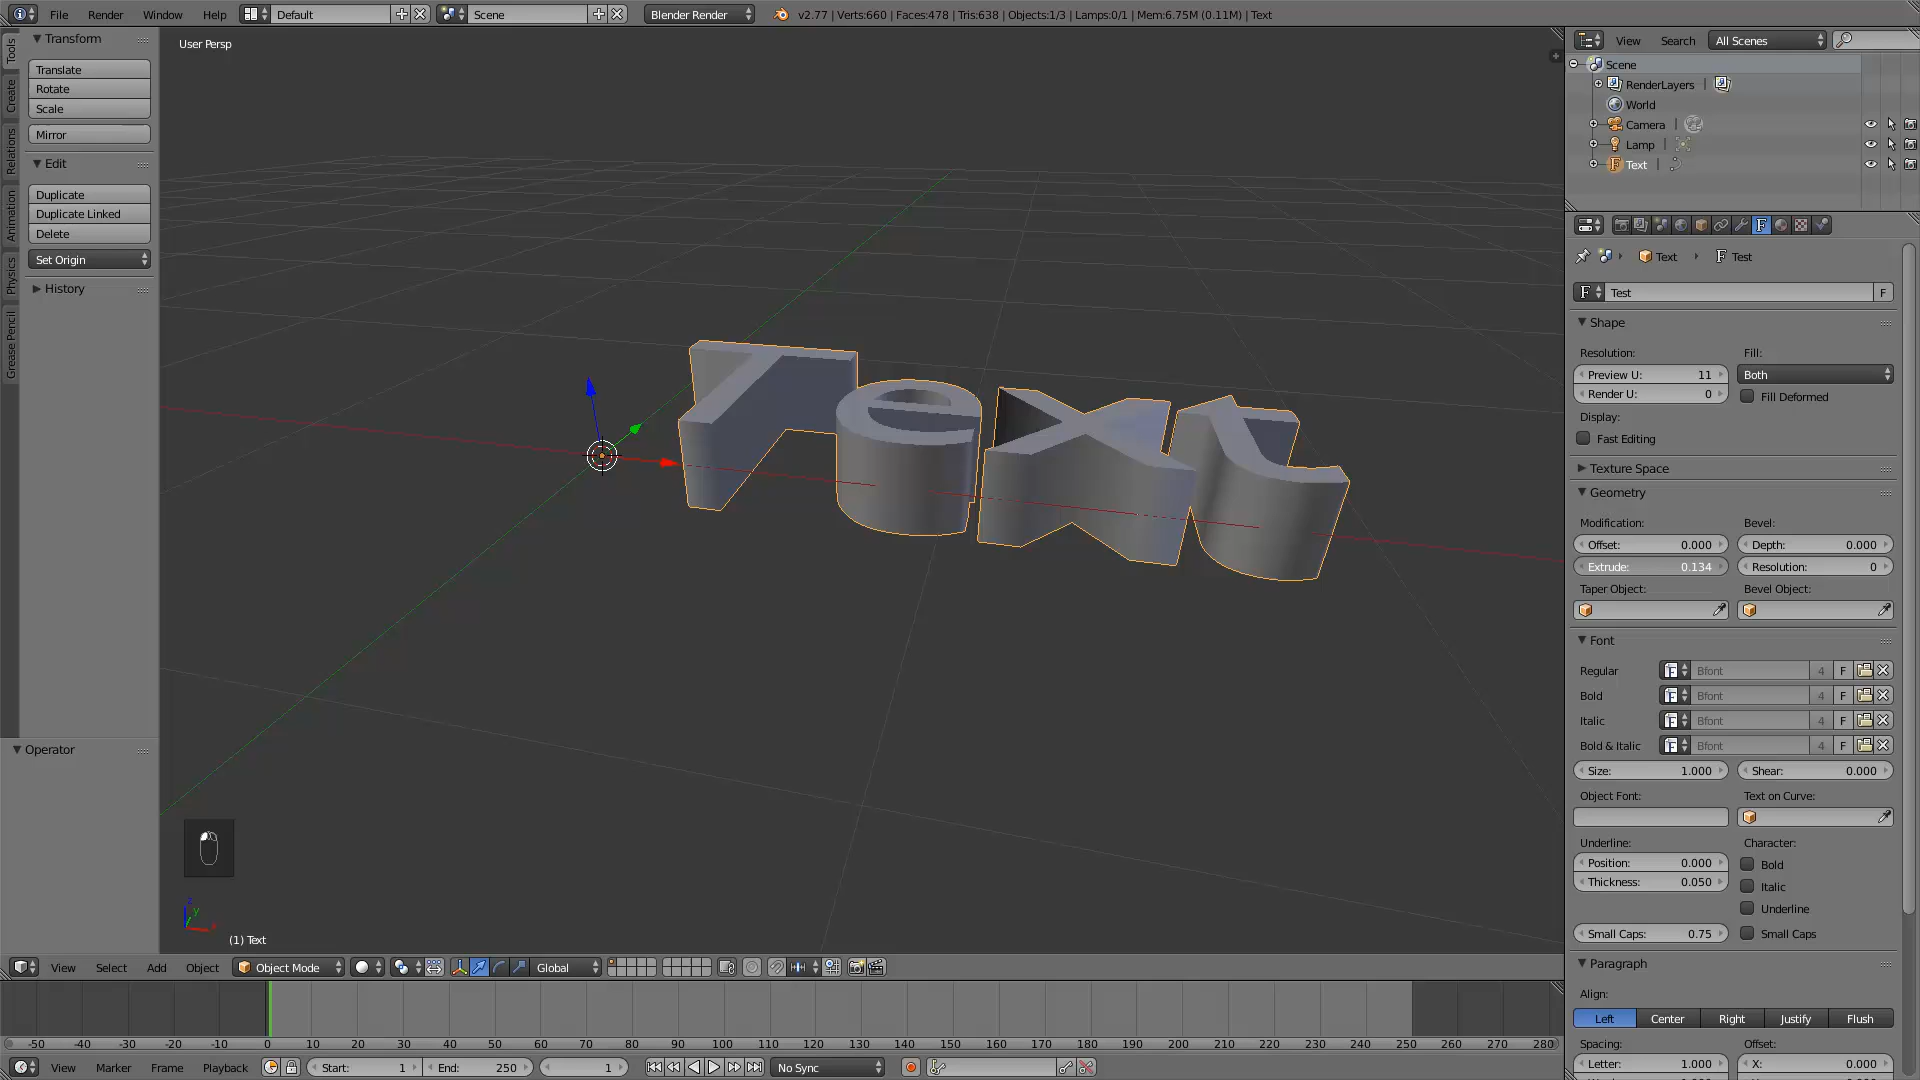 File Render Window Help Default Scene Blender Render v2.77 | Verts:660 | Faces:478 | Tris:638 | Objects:1/3 | Lamps:0/1 | Mem:6.75M (0.11M) | Text
Tools
Create
Relations
Animation
Physics
Grease Pencil
Transform
Translate
Rotate
Scale
Mirror
Edit
Duplicate
Duplicate Linked
Delete
Set Origin
History
Operator
User Persp
Text
(1) Text
View Select Add Object Object Mode Global
-50 -40 -30 -20 -10 0 10 20 30 40 50 60 70 80 90 100 110 120 130 140 150 160 170 180 190 200 210 220 230 240 250 260 270 280
View Marker Frame Playback Start: 1 End: 250 1 No Sync
View Search All Scenes
Scene
RenderLayers
World
Camera
Lamp
Text
Text Test
Test F
Shape
Resolution: Fill:
Preview U: 11 Both
Render U: 0 Fill Deformed
Display:
Fast Editing
Texture Space
Geometry
Modification: Bevel:
Offset: 0.000 Depth: 0.000
Extrude: 0.134 Resolution: 0
Taper Object: Bevel Object:
Font
Regular Bfont 4 F
Bold Bfont 4 F
Italic Bfont 4 F
Bold & Italic Bfont 4 F
Size: 1.000 Shear: 0.000
Object Font: Text on Curve:
Underline: Character:
Position: 0.000 Bold
Thickness: 0.050 Italic
Underline
Small Caps: 0.75 Small Caps
Paragraph
Align:
Left Center Right Justify Flush
Spacing: Offset:
Letter: 1.000 X: 0.000